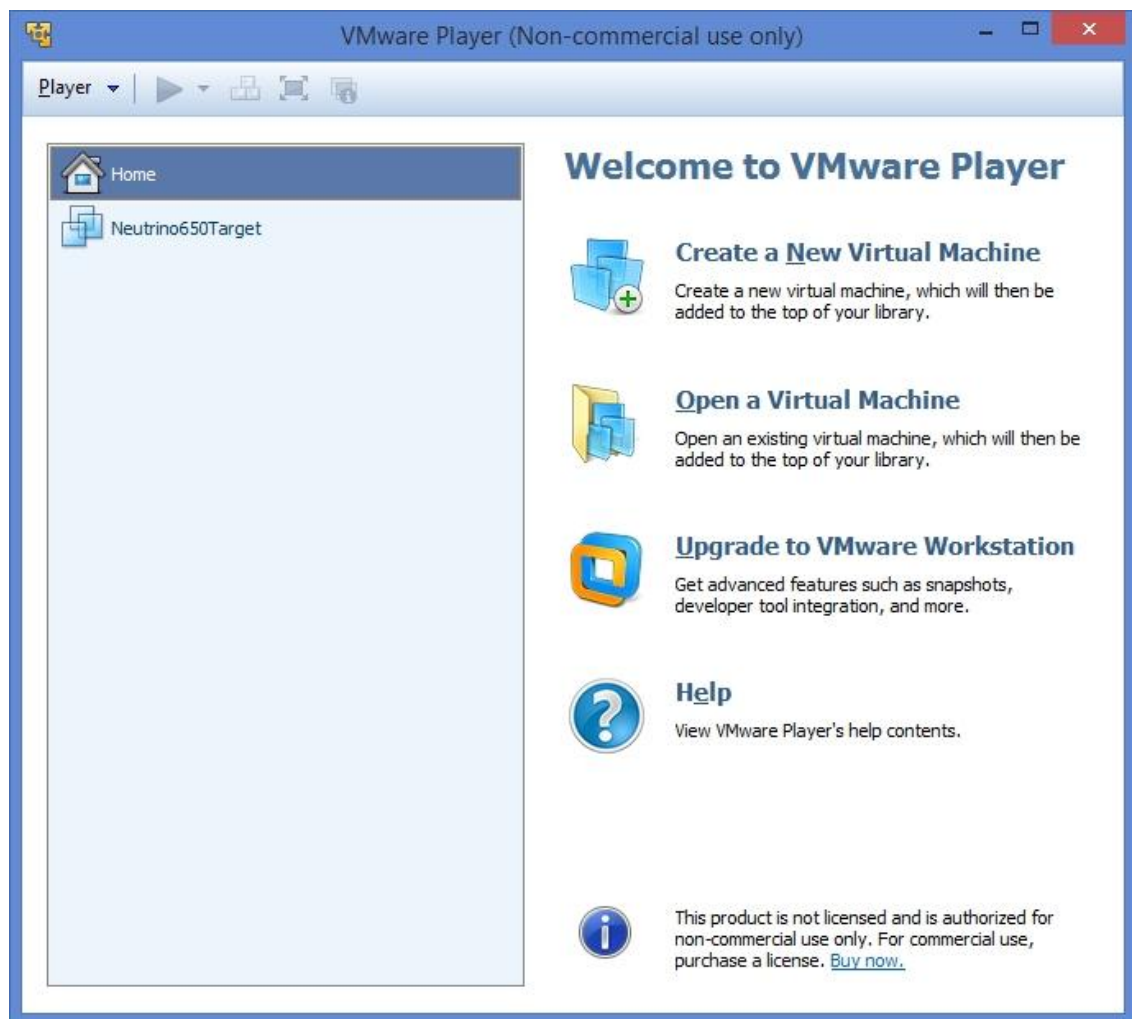 VMware Player (Non-commercial use only)
Player
Home
Neutrino650Target
Welcome to VMware Player
Create a New Virtual Machine
Create a new virtual machine, which will then be
added to the top of your library.
Open a Virtual Machine
Open an existing virtual machine, which will then be
added to the top of your library.
Upgrade to VMware Workstation
Get advanced features such as snapshots,
developer tool integration, and more.
Help
View VMware Player's help contents.
This product is not licensed and is authorized for
non-commercial use only. For commercial use,
purchase a license. Buy now.